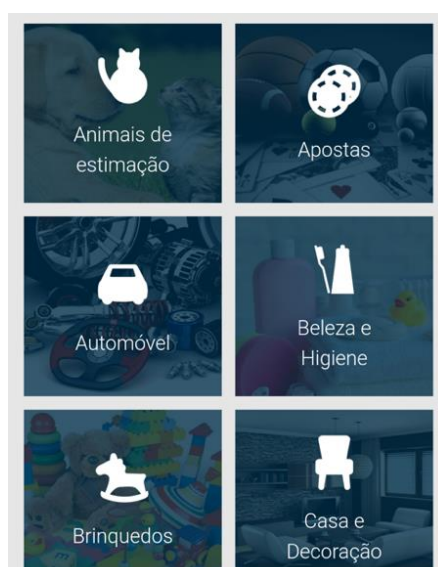 Animais de
estimação
Apostas
Automóvel
Beleza e
Higiene
Brinquedos
Casa e
Decoração